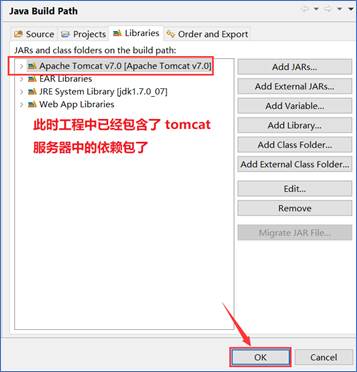 Java Build Path
Source
Projects
Libraries
Order and Export
JARs and class folders on the build path:
Apache Tomcat v7.0 [Apache Tomcat v7.0]
EAR Libraries
JRE System Library [jdk1.7.0_07]
Web App Libraries
此时工程中已经包含了 tomcat
服务器中的依赖包了
Add JARs...
Add External JARs...
Add Variable...
Add Library...
Add Class Folder...
Add External Class Folder...
Edit...
Remove
Migrate JAR File...
OK
Cancel